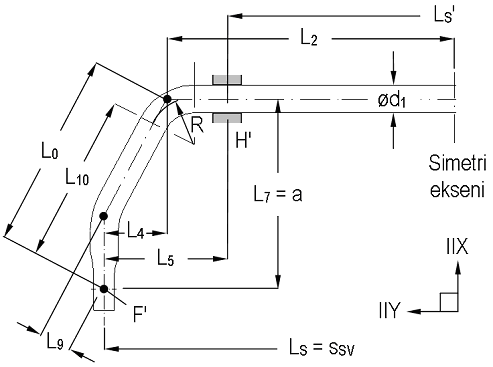 Ls'
L2
ød1
R
H'
L0
L10
L7 = a
Simetri
ekseni
L4
L5
IIX
IIY
F'
L9
Ls = ssv